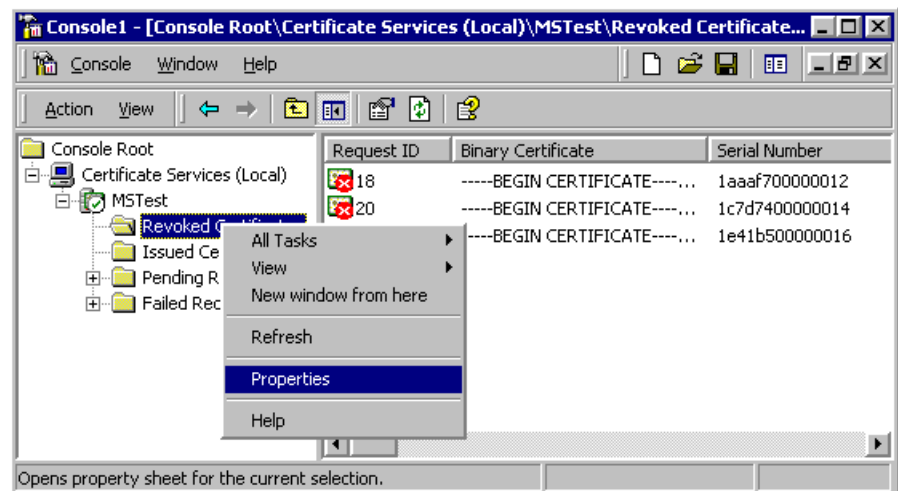 Console1 - [Console Root\Certificate Services (Local)\MSTest\Revoked Certificate...
Console Window Help
Action View
Console Root
Certificate Services (Local)
MSTest
Revoked
Issued Ce
Pending R
Failed Rec
Request ID Binary Certificate Serial Number
18 -----BEGIN CERTIFICATE----... 1aaaf700000012
20 -----BEGIN CERTIFICATE----... 1c7d7400000014
----BEGIN CERTIFICATE----... 1e41b500000016
All Tasks
View
New window from here
Refresh
Properties
Help
Opens property sheet for the current selection.